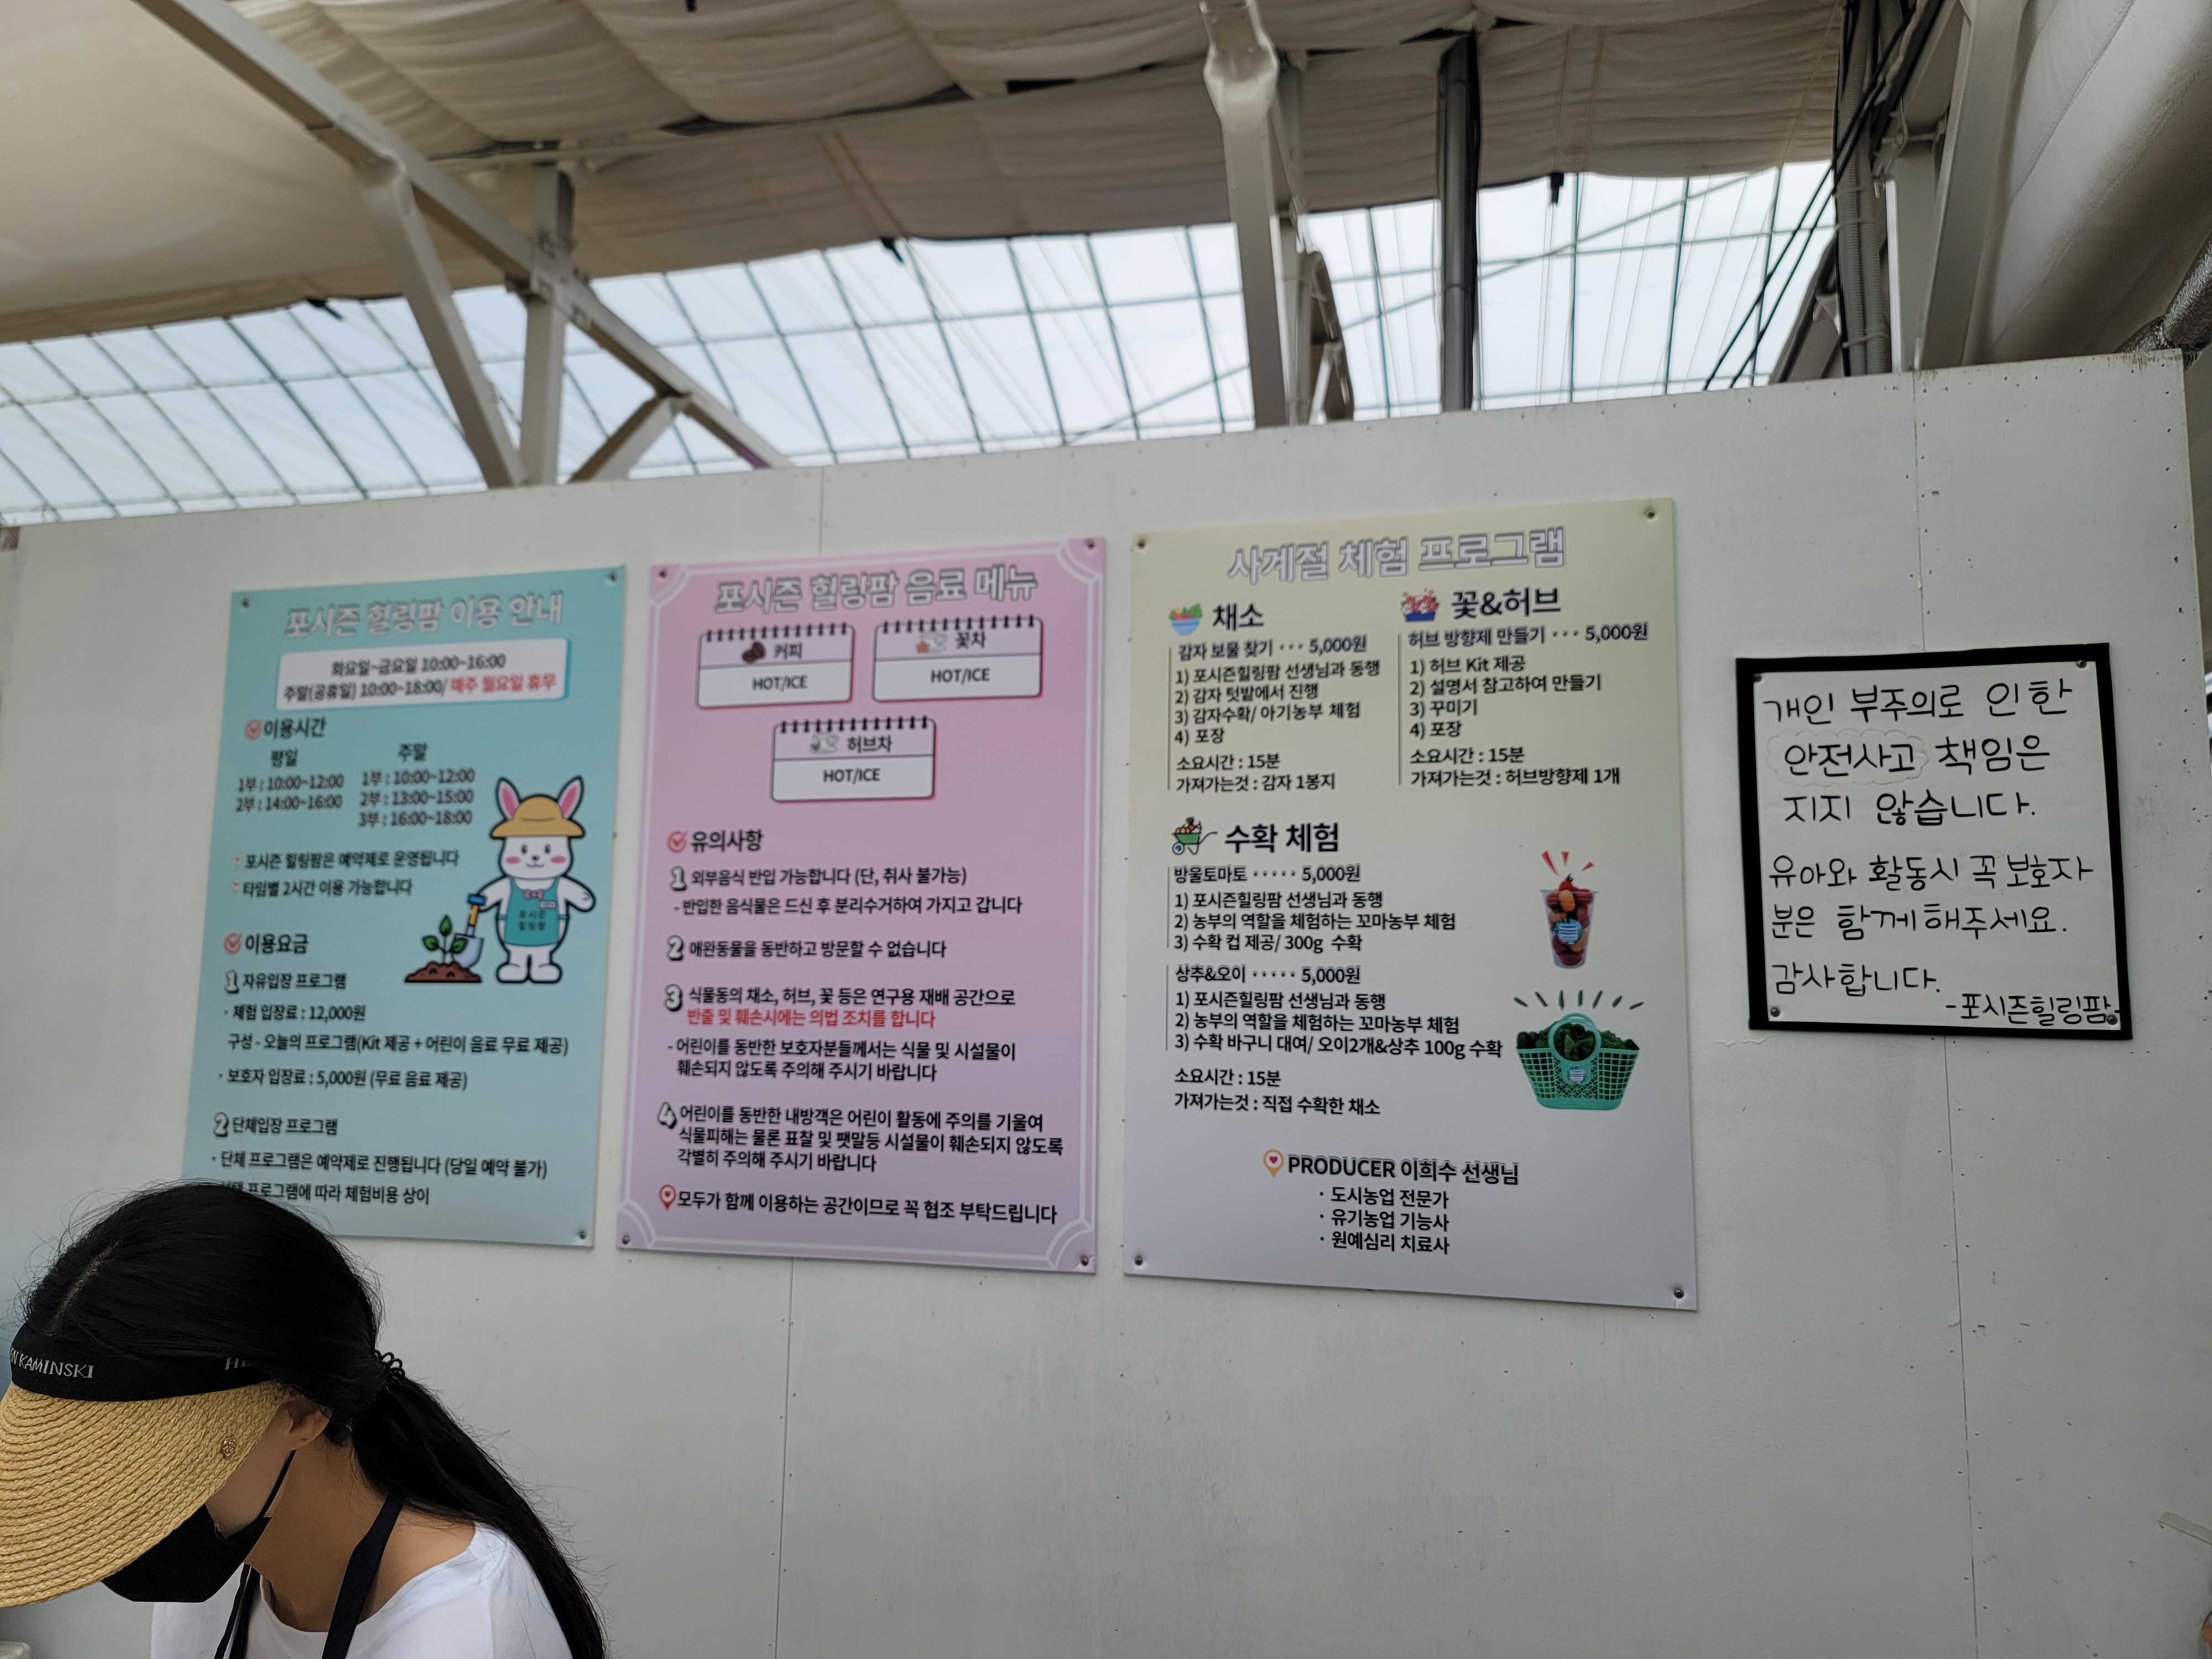 포시즌 힐링팜 이용 안내
화요일~금요일 10:00~16:00
주말(공휴일) 10:00~18:00/ 매주 월요일 휴무
이용시간
평일
1부 : 10:00~12:00
2부 : 14:00~16:00
주말
1부 : 10:00~12:00
2부 : 13:00~15:00
3부 : 16:00~18:00
포시즌 힐링팜은 예약제로 운영됩니다
타임별 2시간 이용 가능합니다
포시즌
힐링팜
이용요금
1 자유입장 프로그램
· 체험 입장료 : 12,000원
구성 - 오늘의 프로그램(Kit 제공 + 어린이 음료 무료 제공)
· 보호자 입장료 : 5,000원 (무료 음료 제공)
2 단체입장 프로그램
· 단체 프로그램은 예약제로 진행됩니다 (당일 예약 불가)
프로그램에 따라 체험비용 상이
포시즌 힐링팜 음료 메뉴
커피
HOT/ICE
꽃차
HOT/ICE
허브차
HOT/ICE
유의사항
1 외부음식 반입 가능합니다 (단, 취사 불가능)
- 반입한 음식물은 드신 후 분리수거하여 가지고 갑니다
2 애완동물을 동반하고 방문할 수 없습니다
3 식물동의 채소, 허브, 꽃 등은 연구용 재배 공간으로
반출 및 훼손시에는 의법 조치를 합니다
- 어린이를 동반한 보호자분들께서는 식물 및 시설물이
훼손되지 않도록 주의해 주시기 바랍니다
4 어린이를 동반한 내방객은 어린이 활동에 주의를 기울여
식물피해는 물론 표찰 및 팻말등 시설물이 훼손되지 않도록
각별히 주의해 주시기 바랍니다
모두가 함께 이용하는 공간이므로 꼭 협조 부탁드립니다
사계절 체험 프로그램
채소
감자 보물 찾기 ··· 5,000원
1) 포시즌힐링팜 선생님과 동행
2) 감자 텃밭에서 진행
3) 감자수확/ 아기농부 체험
4) 포장
소요시간 : 15분
가져가는것 : 감자 1봉지
꽃&허브
허브 방향제 만들기 ··· 5,000원
1) 허브 Kit 제공
2) 설명서 참고하여 만들기
3) 꾸미기
4) 포장
소요시간 : 15분
가져가는것 : 허브방향제 1개
수확 체험
방울토마토 ····· 5,000원
1) 포시즌힐링팜 선생님과 동행
2) 농부의 역할을 체험하는 꼬마농부 체험
3) 수확 컵 제공/ 300g 수확
상추&오이 ····· 5,000원
1) 포시즌힐링팜 선생님과 동행
2) 농부의 역할을 체험하는 꼬마농부 체험
3) 수확 바구니 대여/ 오이2개&상추 100g 수확
소요시간 : 15분
가져가는것 : 직접 수확한 채소
PRODUCER 이희수 선생님
· 도시농업 전문가
· 유기농업 기능사
· 원예심리 치료사
개인 부주의로 인한
안전사고 책임은
지지 않습니다.
유아와 활동시 꼭 보호자
분은 함께해주세요.
감사합니다.
-포시즌힐링팜-
KAMINSKI